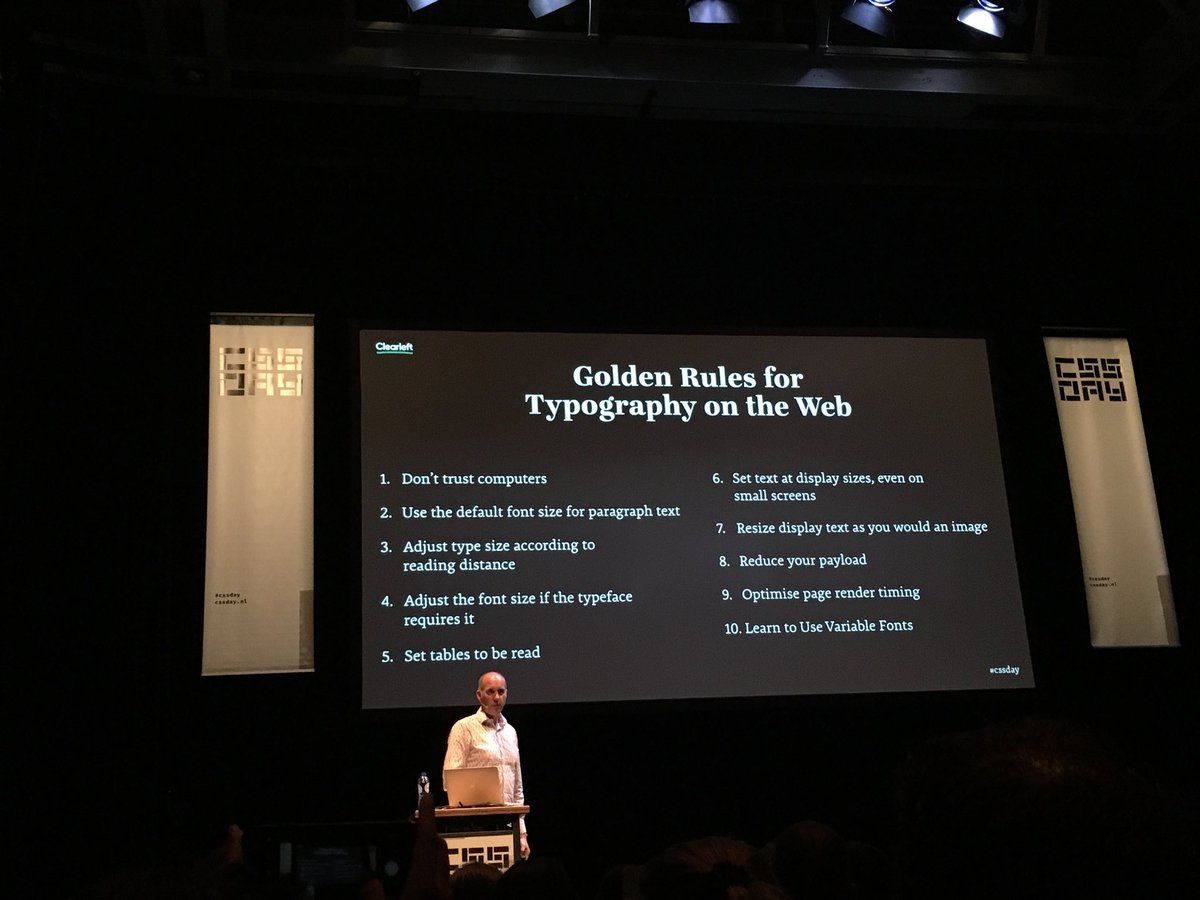 CSS
DAY
#cssday
cssday.nl
Clearleft
Golden Rules for
Typography on the Web
1. Don’t trust computers
2. Use the default font size for paragraph text
3. Adjust type size according to
reading distance
4. Adjust the font size if the typeface
requires it
5. Set tables to be read
6. Set text at display sizes, even on
small screens
7. Resize display text as you would an image
8. Reduce your payload
9. Optimise page render timing
10. Learn to Use Variable Fonts
#cssday
CSS
DAY
#cssday
cssday.nl
CSS